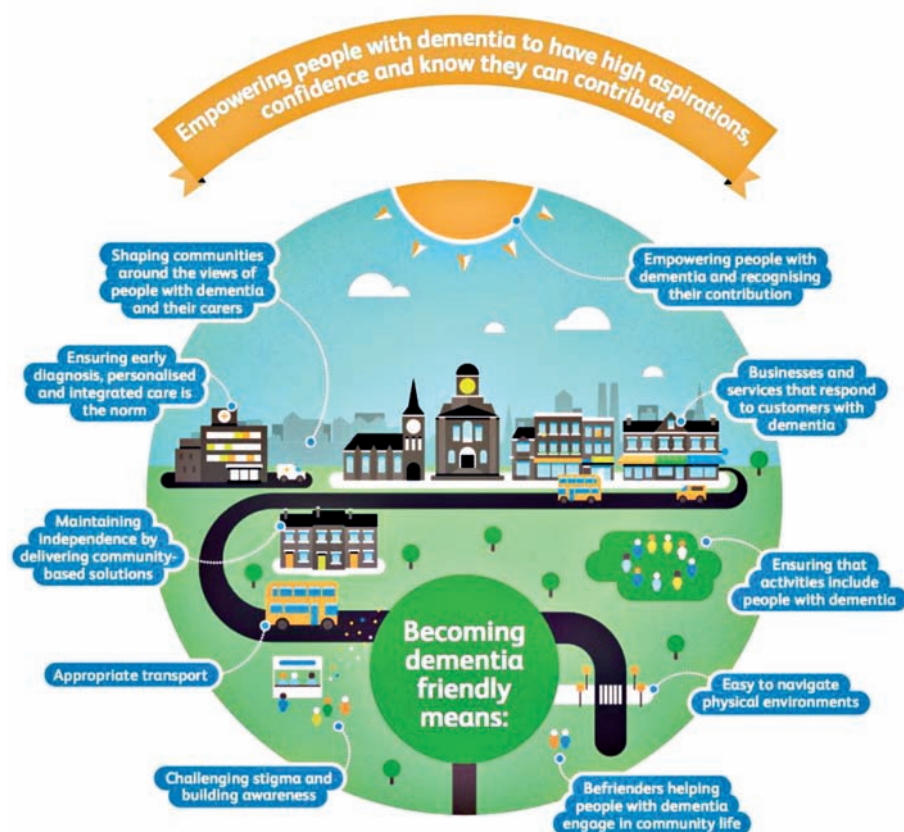 Empowering people with dementia to have high aspirations,
confidence and know they can contribute
Shaping communities
around the views of
people with dementia
and their carers
Empowering people with
dementia and recognising
their contribution
Ensuring early
diagnosis, personalised
and integrated care is
the norm
Businesses and
services that respond
to customers with
dementia
Maintaining
independence by
delivering community-
based solutions
Ensuring that
activities include
people with dementia
Becoming
dementia
friendly
means:
Appropriate transport
Easy to navigate
physical environments
Challenging stigma and
building awareness
Befrienders helping
people with dementia
engage in community life